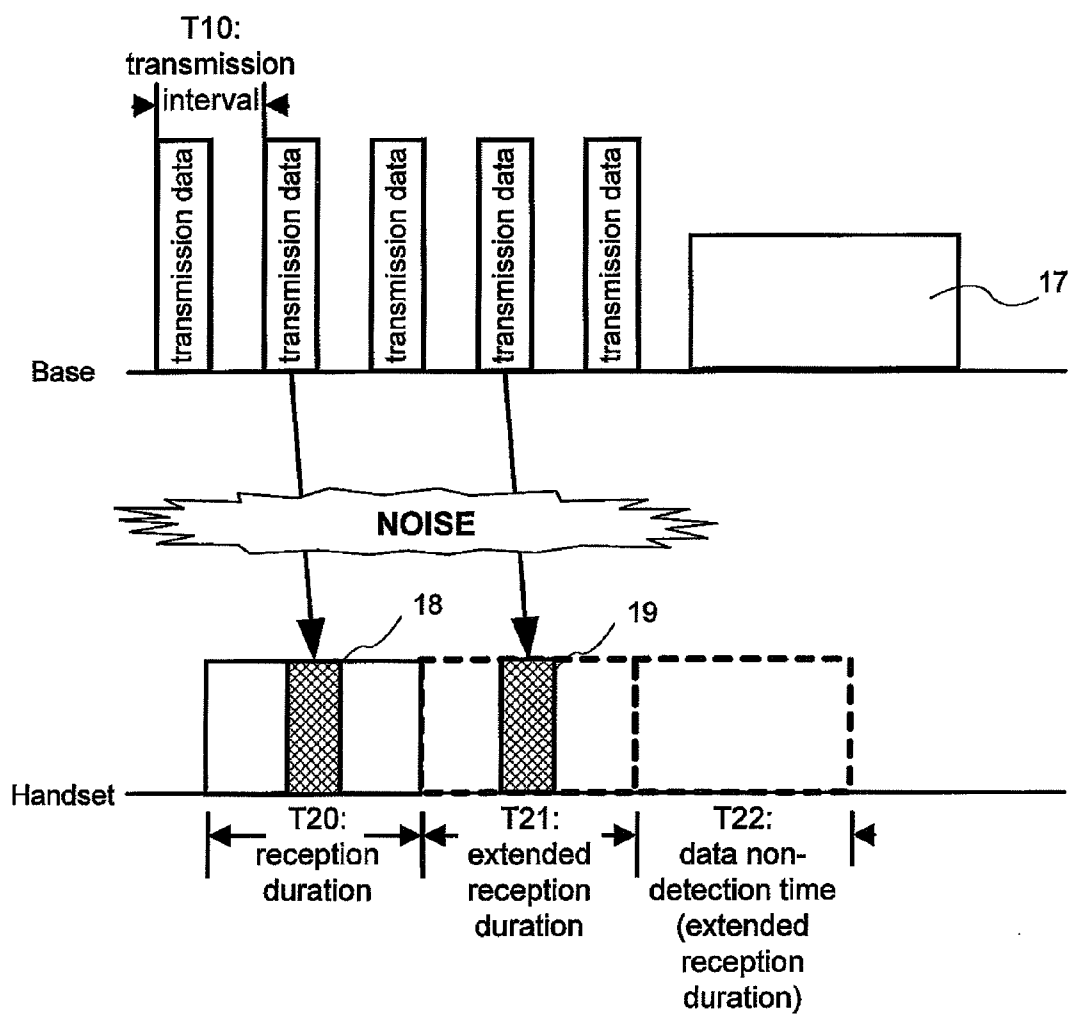 T10:
transmission
interval
transmission data
transmission data
transmission data
transmission data
transmission data
17
Base
NOISE
18
19
Handset
T20:
reception
duration
T21:
extended
reception
duration
T22:
data non-
detection time
(extended
reception
duration)